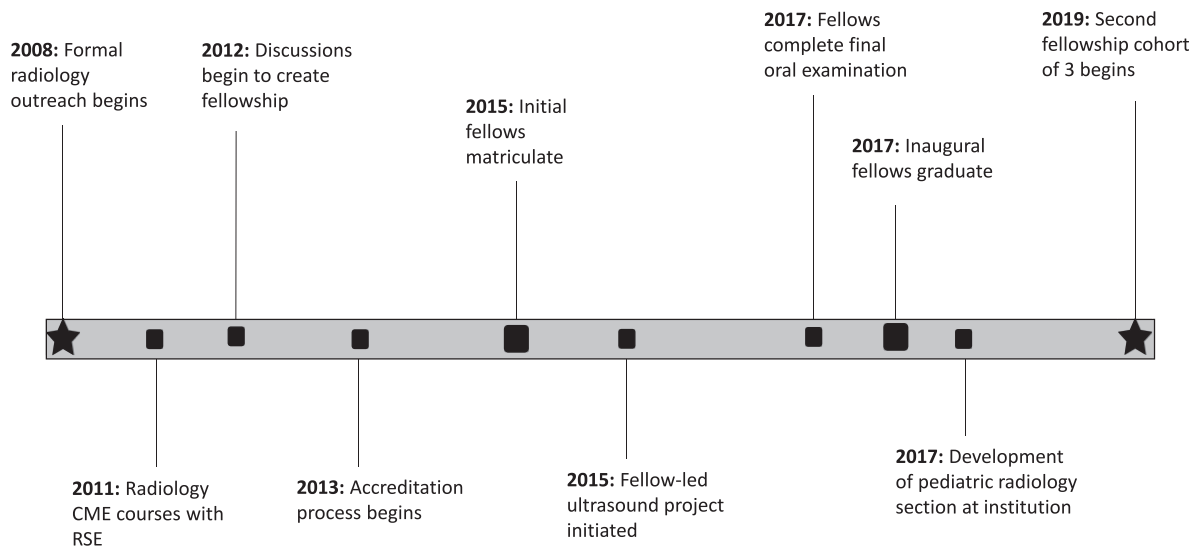 2008: Formal
radiology
outreach begins
2012: Discussions
begin to create
fellowship
2015: Initial
fellows
matriculate
2017: Fellows
complete final
oral examination
2017: Inaugural
fellows graduate
2019: Second
fellowship cohort
of 3 begins
2011: Radiology
CME courses with
RSE
2013: Accreditation
process begins
2015: Fellow-led
ultrasound project
initiated
2017: Development
of pediatric radiology
section at institution